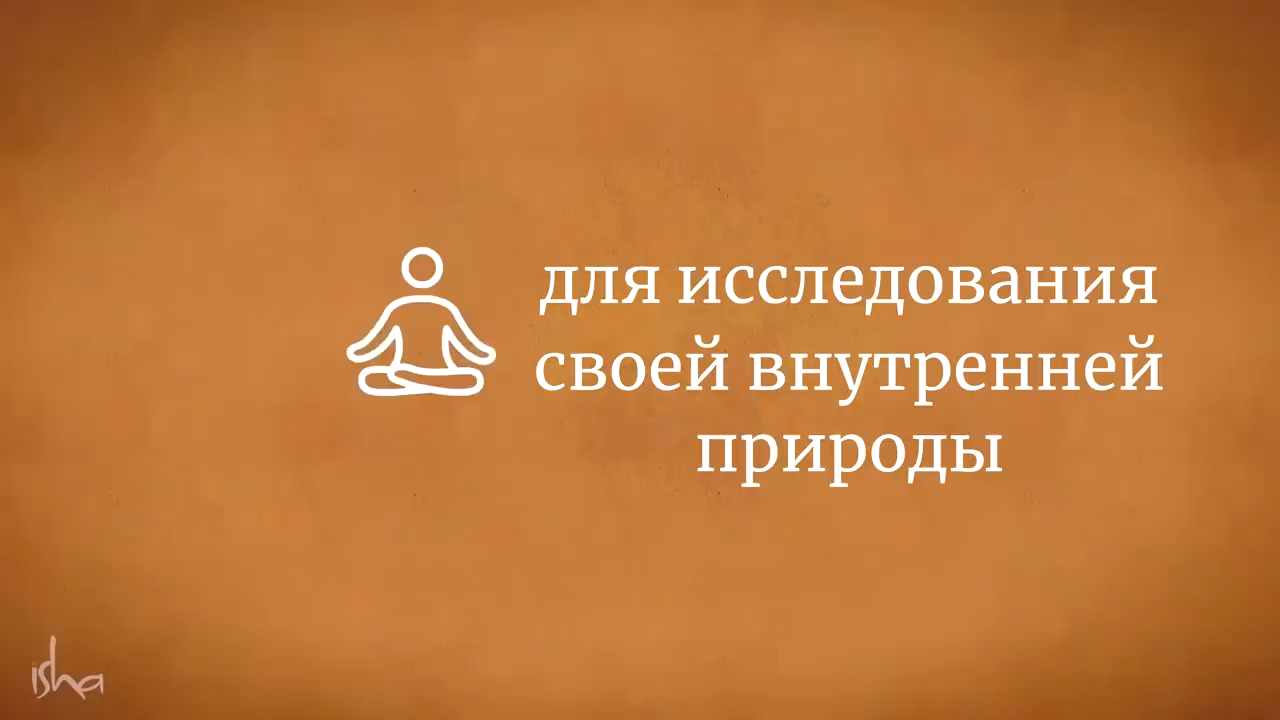 для исследования
своей внутренней
природы
isha